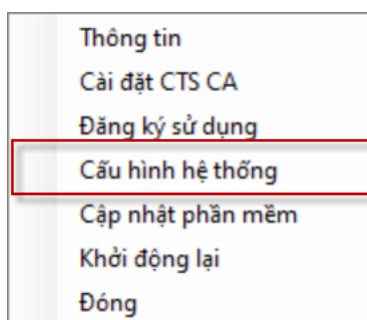 Thông tin
Cài đặt CTS CA
Đăng ký sử dụng
Cấu hình hệ thống
Cập nhật phần mềm
Khởi động lại
Đóng